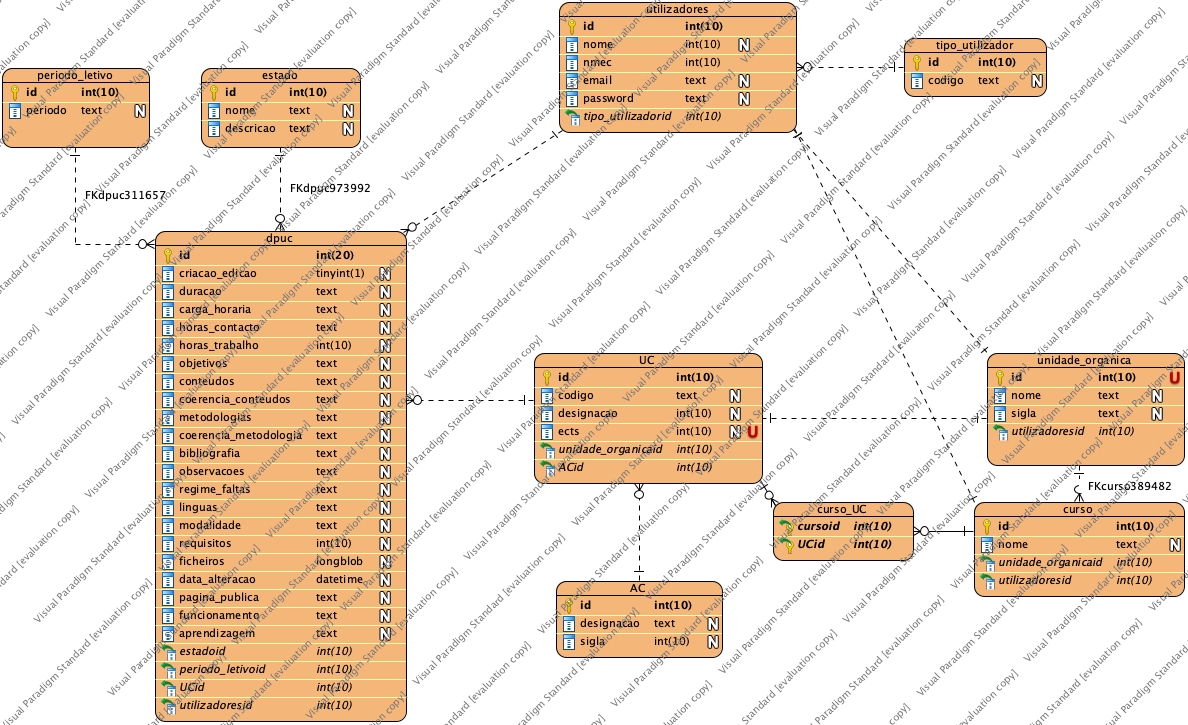 utilizadores
id int(10)
nome int(10) N
nmec int(10)
email text N
password text N
tipo_utilizadorid int(10)
tipo_utilizador
id int(10)
codigo text N
periodo_letivo
id int(10)
periodo text N
estado
id int(10)
nome text N
descricao text N
FKdpuc311657
FKdpuc973992
dpuc
id int(20)
criacao_edicao tinyint(1) N
duracao text N
carga_horaria text N
horas_contacto text N
horas_trabalho int(10) N
objetivos text N
conteudos text N
coerencia_conteudos text N
metodologias text N
coerencia_metodologia text N
bibliografia text N
observacoes text N
regime_faltas text N
linguas text N
modalidade text N
requisitos int(10) N
ficheiros longblob N
data_alteracao datetime N
pagina_publica text N
funcionamento text N
aprendizagem text N
estadoid int(10)
periodo_letivoid int(10)
UCid int(10)
utilizadoresid int(10)
UC
id int(10)
codigo text N
designacao int(10) N
ects int(10) N U
unidade_organicaid int(10)
ACid int(10)
unidade_organica
id int(10) U
nome text N
sigla text N
utilizadoresid int(10)
FKcurso389482
curso_UC
cursoid int(10)
UCid int(10)
curso
id int(10)
nome text N
unidade_organicaid int(10)
utilizadoresid int(10)
AC
id int(10)
designacao text N
sigla int(10) N
Visual Paradigm Standard [evaluation copy]